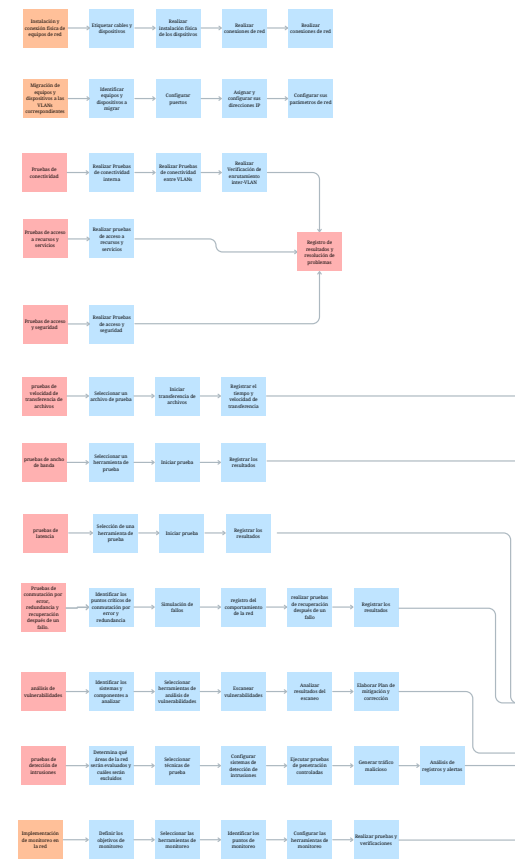 Instalación y
conexión física de
equipos de red
Etiquetar cables y
dispositivos
Realizar
instalación física
de los dispositivos
Realizar
conexiones de red
Realizar
conexiones de red
Migración de
equipos y
dispositivos a las
VLANs
correspondientes
Identificar
equipos y
dispositivos a
migrar
Configurar
puertos
Asignar y
configurar sus
direcciones IP
Configurar sus
parámetros de red
Pruebas de
conectividad
Realizar Pruebas
de conectividad
interna
Realizar Pruebas
de conectividad
entre VLANs
Realizar
Verificación de
enrutamiento
inter-VLAN
Pruebas de acceso
a recursos y
servicios
Realizar pruebas
de acceso a
recursos y
servicios
Registro de
resultados y
resolución de
problemas
Pruebas de acceso
y seguridad
Realizar Pruebas
de acceso y
seguridad
pruebas de
velocidad de
transferencia de
archivos
Seleccionar un
archivo de prueba
Iniciar
transferencia de
archivos
Registrar el
tiempo y
velocidad de
transferencia
pruebas de ancho
de banda
Seleccionar un
herramienta de
prueba
Iniciar prueba
Registrar los
resultados
pruebas de
latencia
Selección de una
herramienta de
prueba
Iniciar prueba
Registrar los
resultados
Pruebas de
conmutación por
error,
redundancia y
recuperación
después de un
fallo.
Identificar los
puntos críticos de
conmutación por
error y
redundancia
Simulación de
fallos
registro del
comportamiento
de la red
realizar pruebas
de recuperación
después de un
fallo
Registrar los
resultados
análisis de
vulnerabilidades
Identificar los
sistemas y
componentes a
analizar
Seleccionar
herramientas de
análisis de
vulnerabilidades
Escanear
vulnerabilidades
Analizar
resultados del
escaneo
Elaborar Plan de
mitigación y
corrección
pruebas de
detección de
intrusiones
Determina qué
áreas de la red
serán evaluados y
cuáles serán
excluidos
Seleccionar
técnicas de
prueba
Configurar
sistemas de
detección de
intrusiones
Ejecutar pruebas
de penetración
controladas
Generar tráfico
malicioso
Análisis de
registros y alertas
Implementación
de monitoreo en
la red
Definir los
objetivos de
monitoreo
Seleccionar las
herramientas de
monitoreo
Identificar los
puntos de
monitoreo
Configurar las
herramientas de
monitoreo
Realizar pruebas y
verificaciones